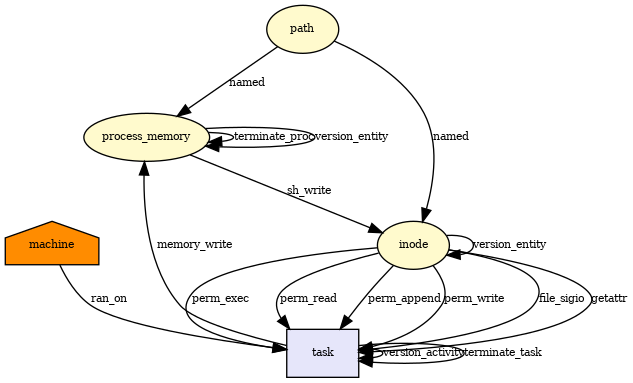 path
named
named
process_memory
terminate_proc
version_entity
sh_write
machine
memory_write
inode
version_entity
ran_on
perm_exec
perm_read
perm_append
perm_write
file_sigio
getattr
task
version_activity
terminate_task